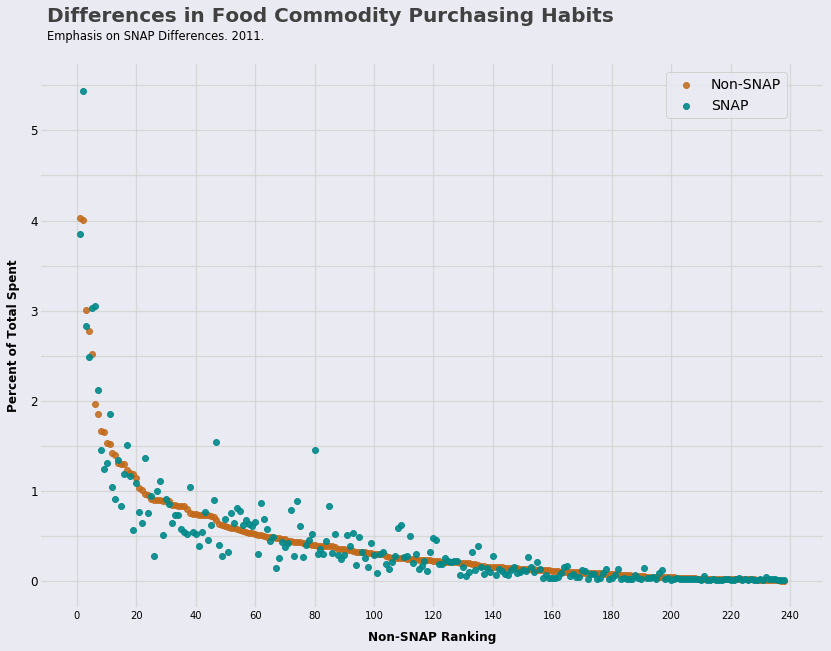 Differences in Food Commodity Purchasing Habits
Emphasis on SNAP Differences. 2011.
Non-SNAP
SNAP
Percent of Total Spent
5
4
3
2
1
0
0 20 40 60 80 100 120 140 160 180 200 220 240
Non-SNAP Ranking